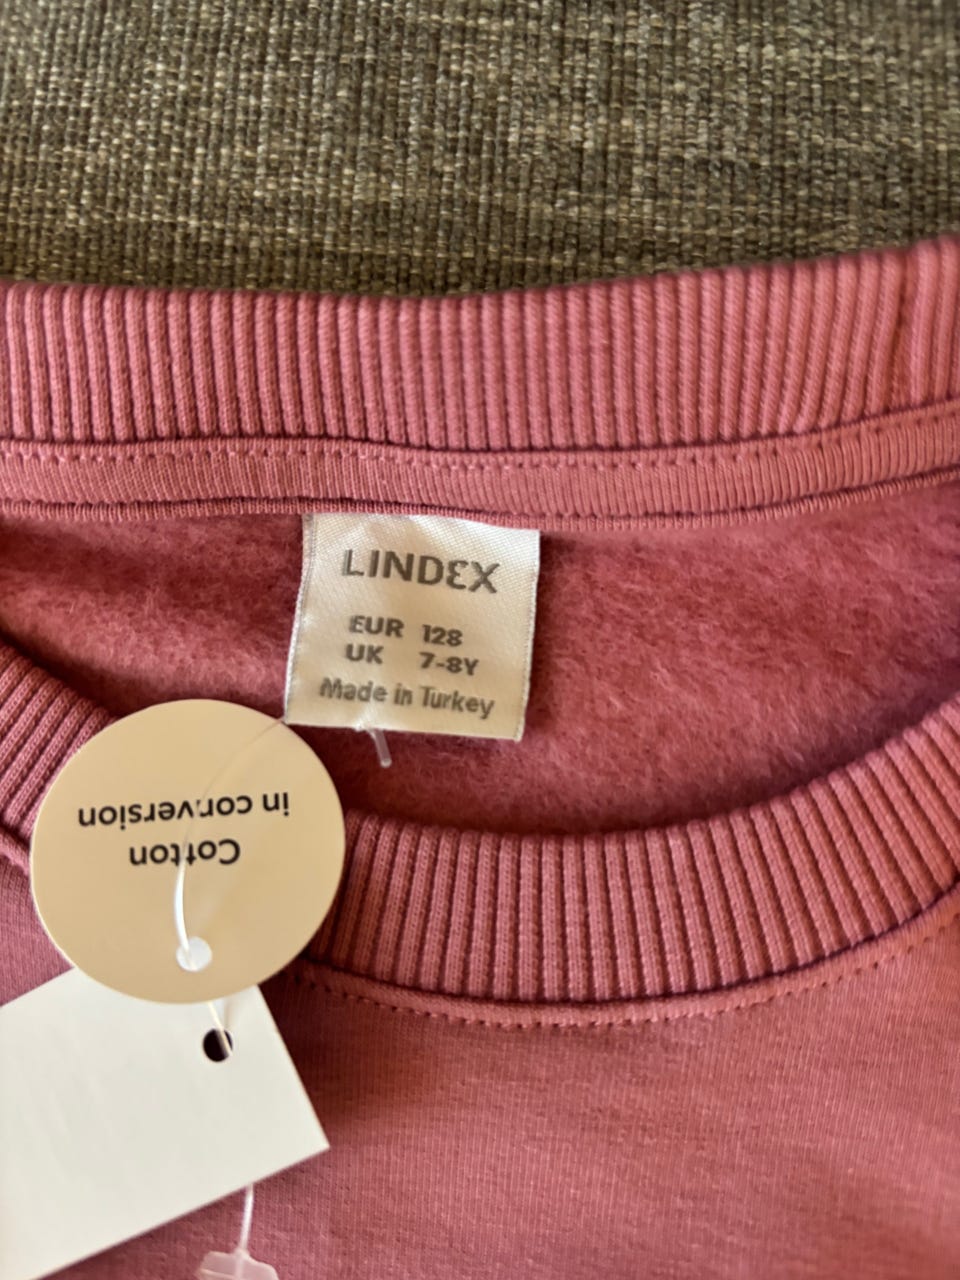 LINDEX
EUR 128
UK 7-8Y
Made in Turkey
Cotton
in conversion